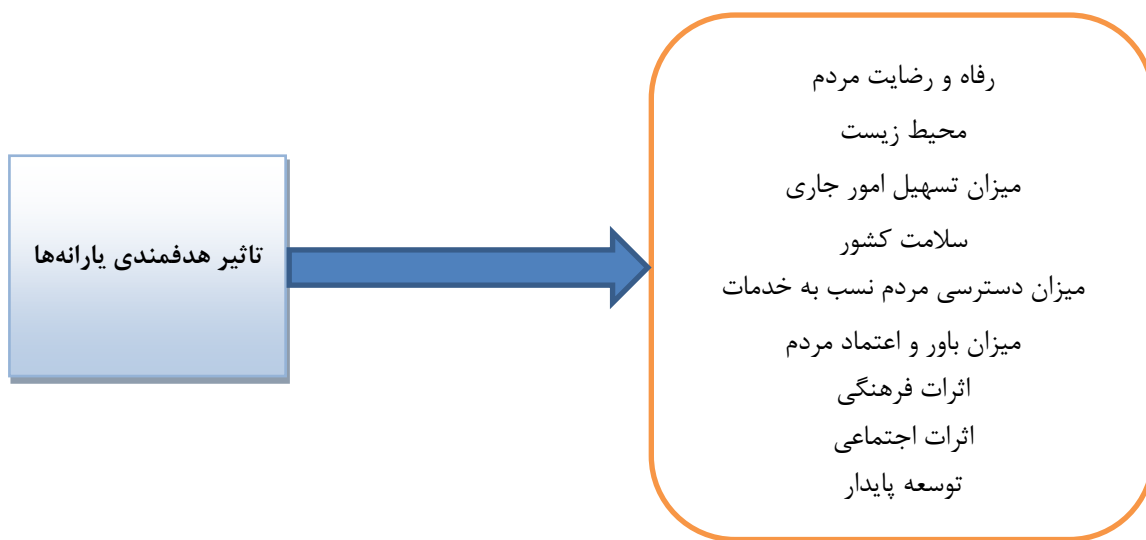 رفاه و رضایت مردم
محیط زیست
میزان تسهیل امور جاری
سلامت کشور
میزان دسترسی مردم نسب به خدمات
میزان باور و اعتماد مردم
اثرات فرهنگی
اثرات اجتماعی
توسعه پایدار
تاثیر هدفمندی یارانه‌ها